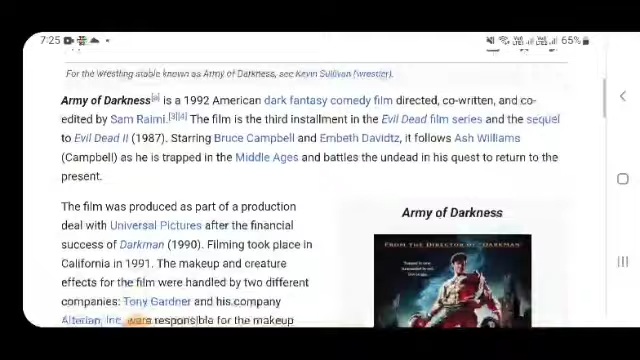 7:25 65%
For the Wrestling stable known as Army of Darkness, see Kevin Sullivan (wrestler).
Army of Darkness[a] is a 1992 American dark fantasy comedy film directed, co-written, and co-
edited by Sam Raimi.[3][4] The film is the third installment in the Evil Dead film series and the sequel
to Evil Dead II (1987). Starring Bruce Campbell and Embeth Davidtz, it follows Ash Williams
(Campbell) as he is trapped in the Middle Ages and battles the undead in his quest to return to the
present.
The film was produced as part of a production
deal with Universal Pictures after the financial
success of Darkman (1990). Filming took place in
California in 1991. The makeup and creature
effects for the film were handled by two different
companies: Tony Gardner and his company
Alterian, Inc. were responsible for the makeup
Army of Darkness
FROM THE DIRECTOR OF "DARKMAN"